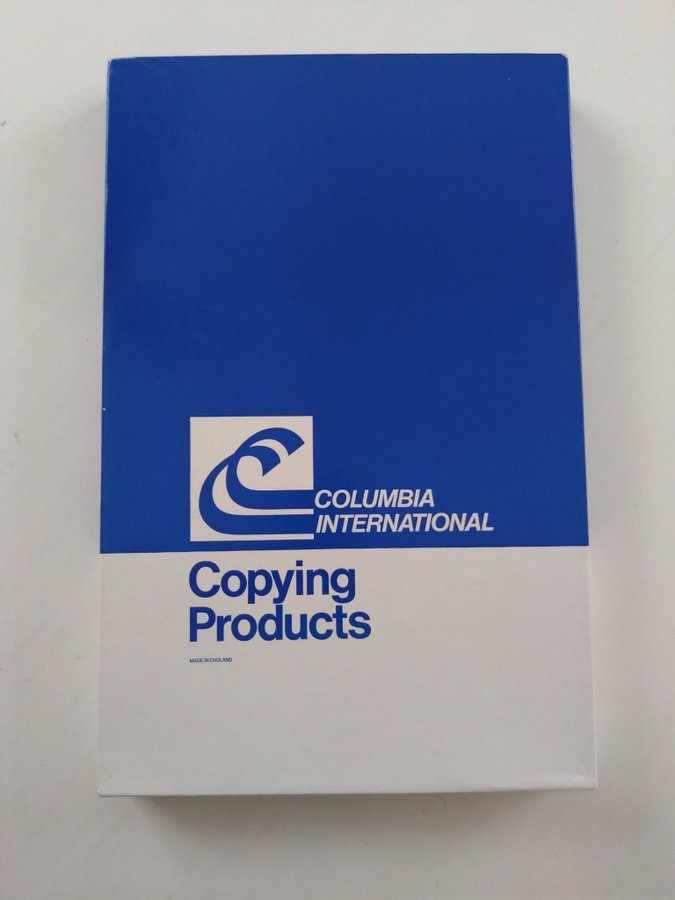 COLUMBIA
INTERNATIONAL
Copying
Products
MADE IN ENGLAND